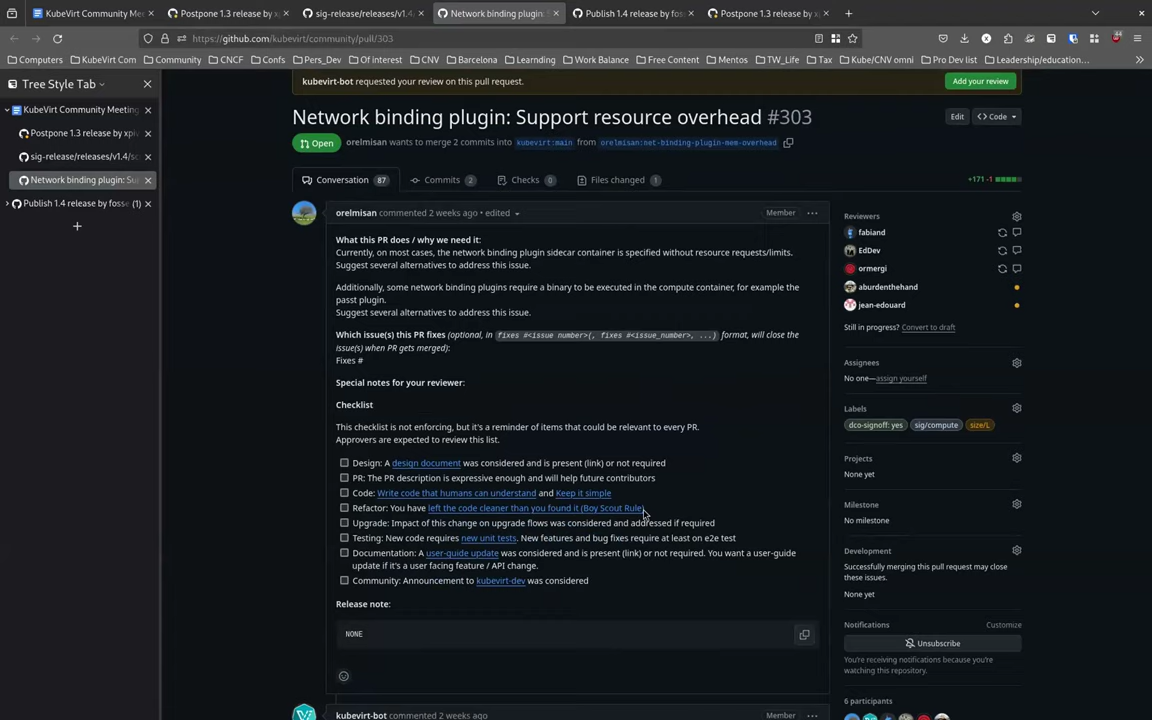 KubeVirt Community Meeting
Postpone 1.3 release by xp
sig-release/releases/v1.4/
Network binding plugin: S
Publish 1.4 release by fos
Postpone 1.3 release by x
https://github.com/kubevirt/community/pull/303
44
Computers
KubeVirt Com
Community
CNCF
Confs
Pers_Dev
Of interest
CNV
Barcelona
Learnding
Work Balance
Free Content
Mentos
TW_Life
Tax
Kube/CNV omni
Pro Dev list
Leadership/education...
Tree Style Tab
KubeVirt Community Meeting
Postpone 1.3 release by xpiv
sig-release/releases/v1.4/sc
Network binding plugin: Su
Publish 1.4 release by fosse (1)
kubevirt-bot requested your review on this pull request.
Add your review
Network binding plugin: Support resource overhead #303
Edit
Code
Open
orelmisan wants to merge 2 commits into kubevirt:main from orelmisan:net-binding-plugin-mem-overhead
Conversation 87
Commits 2
Checks 0
Files changed 1
+171 -1
orelmisan commented 2 weeks ago • edited
Member
What this PR does / why we need it:
Currently, on most cases, the network binding plugin sidecar container is specified without resource requests/limits.
Suggest several alternatives to address this issue.
Additionally, some network binding plugins require a binary to be executed in the compute container, for example the
passt plugin.
Suggest several alternatives to address this issue.
Which issue(s) this PR fixes (optional, in fixes #<issue number>(, fixes #<issue_number>, ...) format, will close the
issue(s) when PR gets merged):
Fixes #
Special notes for your reviewer:
Checklist
This checklist is not enforcing, but it's a reminder of items that could be relevant to every PR.
Approvers are expected to review this list.
Design: A design document was considered and is present (link) or not required
PR: The PR description is expressive enough and will help future contributors
Code: Write code that humans can understand and Keep it simple
Refactor: You have left the code cleaner than you found it (Boy Scout Rule)
Upgrade: Impact of this change on upgrade flows was considered and addressed if required
Testing: New code requires new unit tests. New features and bug fixes require at least on e2e test
Documentation: A user-guide update was considered and is present (link) or not required. You want a user-guide
update if it's a user facing feature / API change.
Community: Announcement to kubevirt-dev was considered
Release note:
NONE
kubevirt-bot commented 2 weeks ago
Member
Reviewers
fabiand
EdDev
ormergi
aburdenthehand
jean-edouard
Still in progress? Convert to draft
Assignees
No one—assign yourself
Labels
dco-signoff: yes
sig/compute
size/L
Projects
None yet
Milestone
No milestone
Development
Successfully merging this pull request may close
these issues.
None yet
Notifications
Customize
Unsubscribe
You're receiving notifications because you're
watching this repository.
6 participants